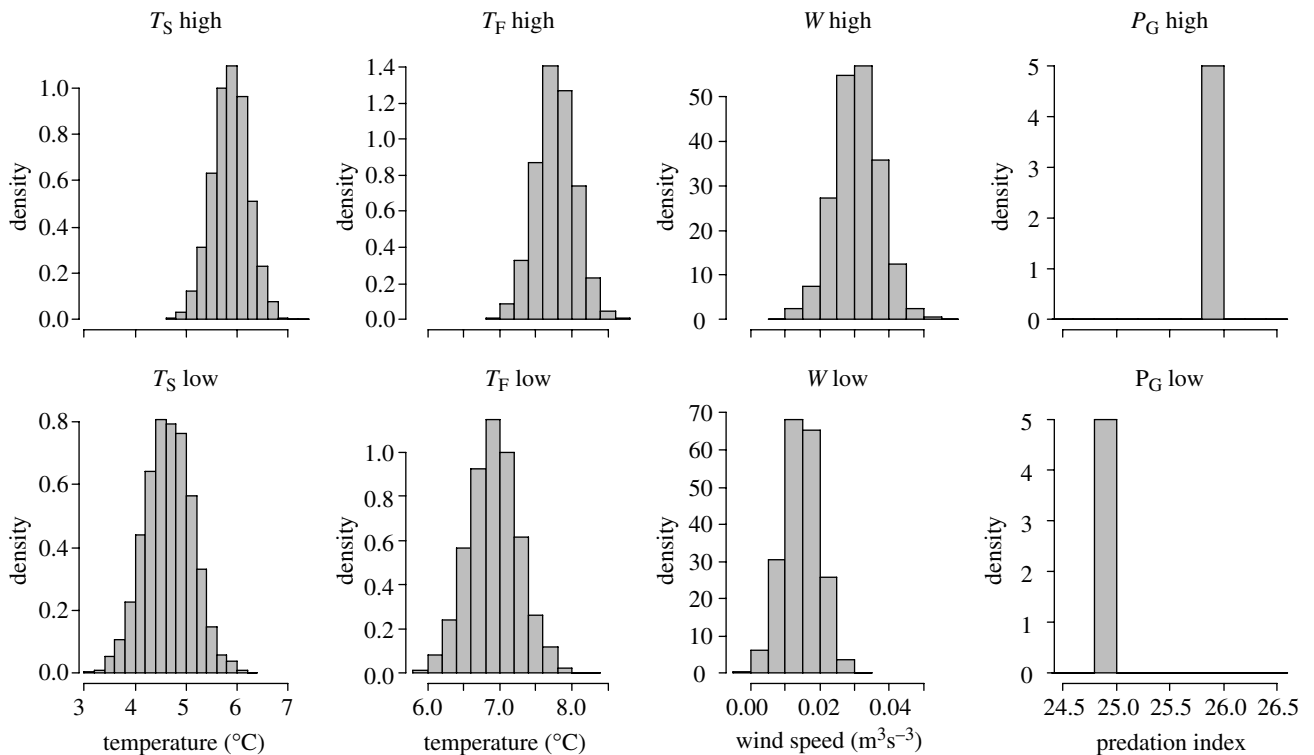 T_S high
T_F high
W high
P_G high
density
1.0
0.8
0.6
0.4
0.2
0.0
density
1.4
1.2
1.0
0.8
0.6
0.4
0.2
0.0
density
50
40
30
20
10
0
density
5
4
3
2
1
0
T_S low
T_F low
W low
P_G low
density
0.8
0.6
0.4
0.2
0.0
3 4 5 6 7
temperature (°C)
density
1.0
0.8
0.6
0.4
0.2
0.0
6.0 7.0 8.0
temperature (°C)
density
70
60
50
40
30
20
10
0
0.00 0.02 0.04
wind speed (m³s⁻³)
density
5
4
3
2
1
0
24.5 25.0 25.5 26.0 26.5
predation index